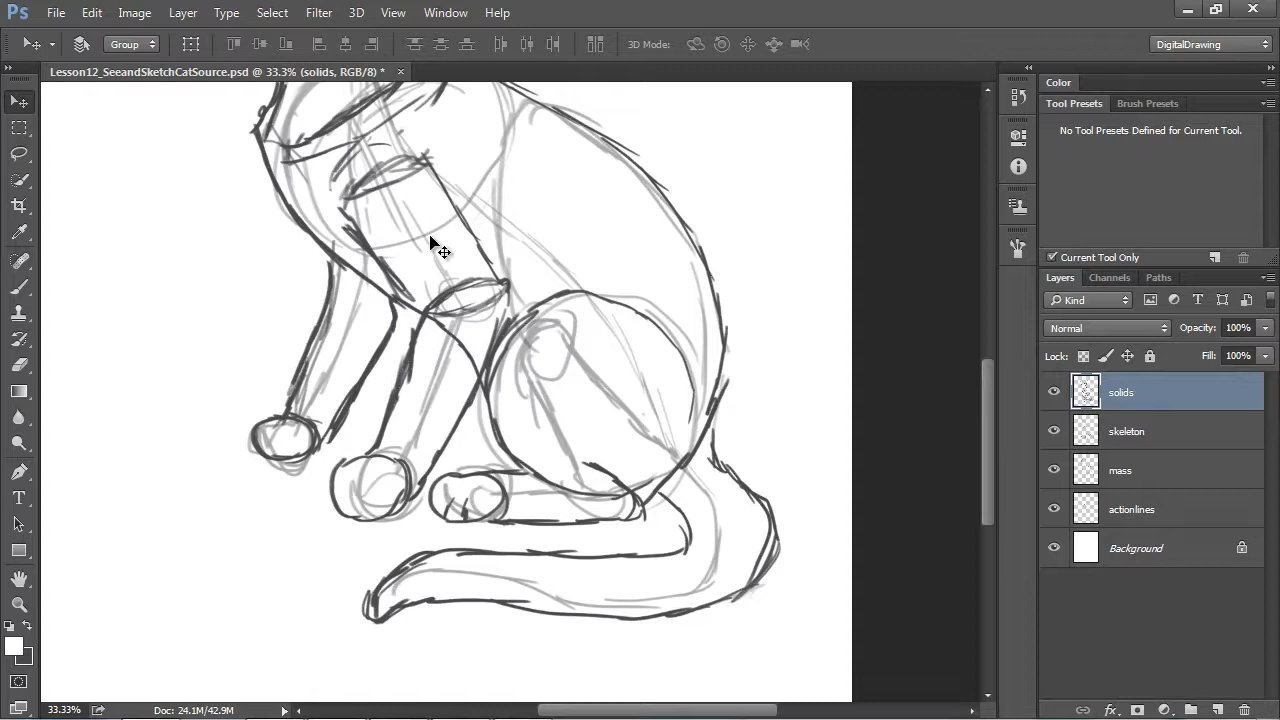 Ps File Edit Image Layer Type Select Filter 3D View Window Help
Group 3D Mode: DigitalDrawing
Lesson12_SeeandSketchCatSource.psd @ 33.3% (solids, RGB/8) *
Color
Tool Presets Brush Presets
No Tool Presets Defined for Current Tool.
Current Tool Only
Layers Channels Paths
Kind
Normal Opacity: 100%
Lock: Fill: 100%
solids
skeleton
mass
actionlines
Background
33.33% Doc: 24.1M/42.9M